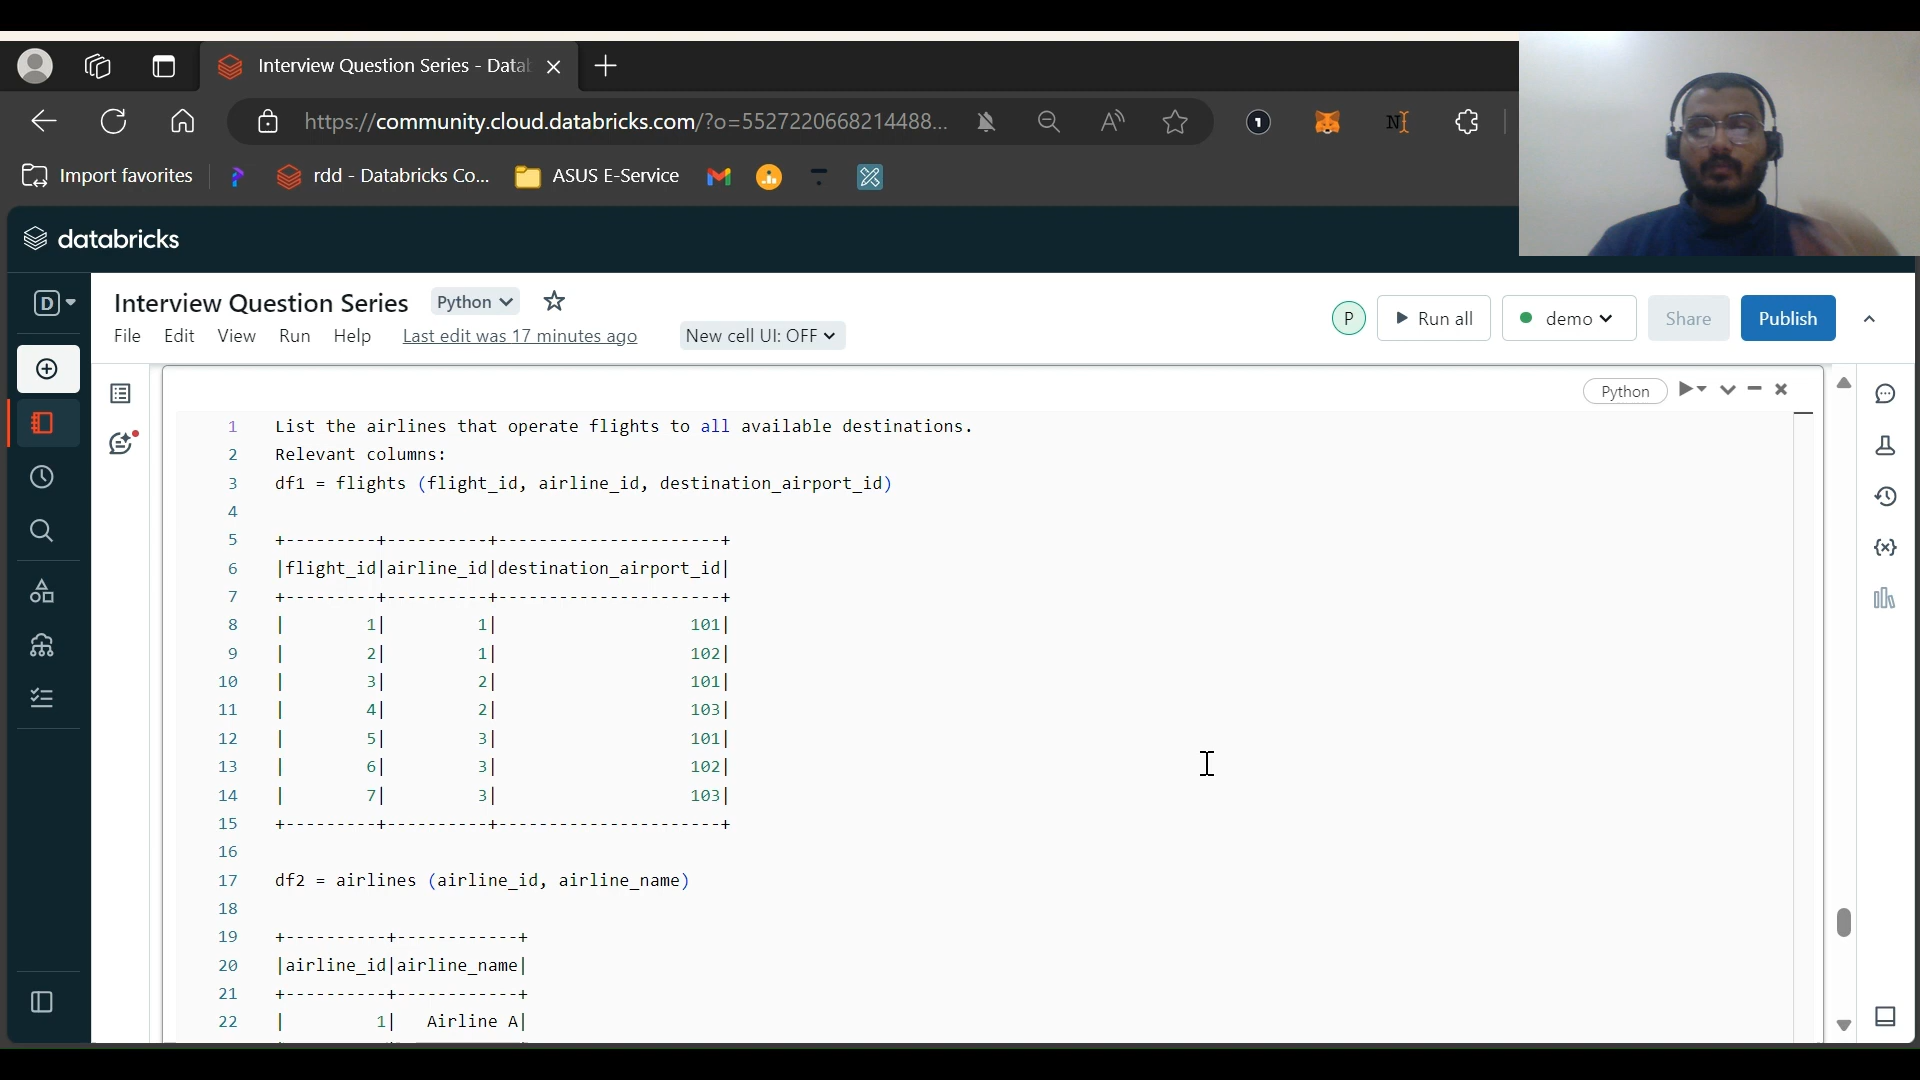 Interview Question Series - Datab
https://community.cloud.databricks.com/?o=5527220668214488...
Import favorites
rdd - Databricks Co...
ASUS E-Service
databricks
D
Interview Question Series
Python
File Edit View Run Help
Last edit was 17 minutes ago
New cell UI: OFF
P
Run all
demo
Share
Publish
Python
1 List the airlines that operate flights to all available destinations.
2 Relevant columns:
3 df1 = flights (flight_id, airline_id, destination_airport_id)
4
5 +---------+----------+----------------------+
6 |flight_id|airline_id|destination_airport_id|
7 +---------+----------+----------------------+
8 |        1|         1|                   101|
9 |        2|         1|                   102|
10 |        3|         2|                   101|
11 |        4|         2|                   103|
12 |        5|         3|                   101|
13 |        6|         3|                   102|
14 |        7|         3|                   103|
15 +---------+----------+----------------------+
16
17 df2 = airlines (airline_id, airline_name)
18
19 +----------+------------+
20 |airline_id|airline_name|
21 +----------+------------+
22 |         1|   Airline A|